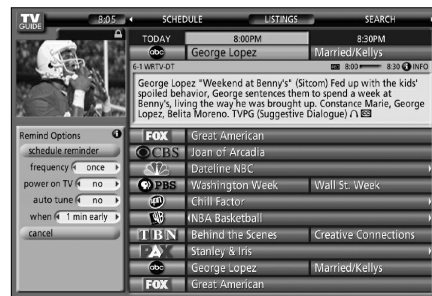 TV GUIDE
8:05
SCHEDULE LISTINGS SEARCH
TODAY 8:00PM 8:30PM
abc George Lopez Married/Kellys
6-1 WRTV-DT 8:00 8:30 INFO
George Lopez "Weekend at Benny's" (Sitcom) Fed up with the kids'
spoiled behavior, George sentences them to spend a week at
Benny's, living the way he was brought up. Constance Marie, George
Lopez, Belita Moreno. TVPG (Suggestive Dialogue)
Remind Options
schedule reminder
frequency once
power on TV no
auto tune no
when 1 min early
cancel
FOX Great American
CBS Joan of Arcadia
Dateline NBC
PBS Washington Week Wall St. Week
Chill Factor
WB NBA Basketball
TBN Behind the Scenes Creative Connections
PAX Stanley & Iris
abc George Lopez Married/Kellys
FOX Great American